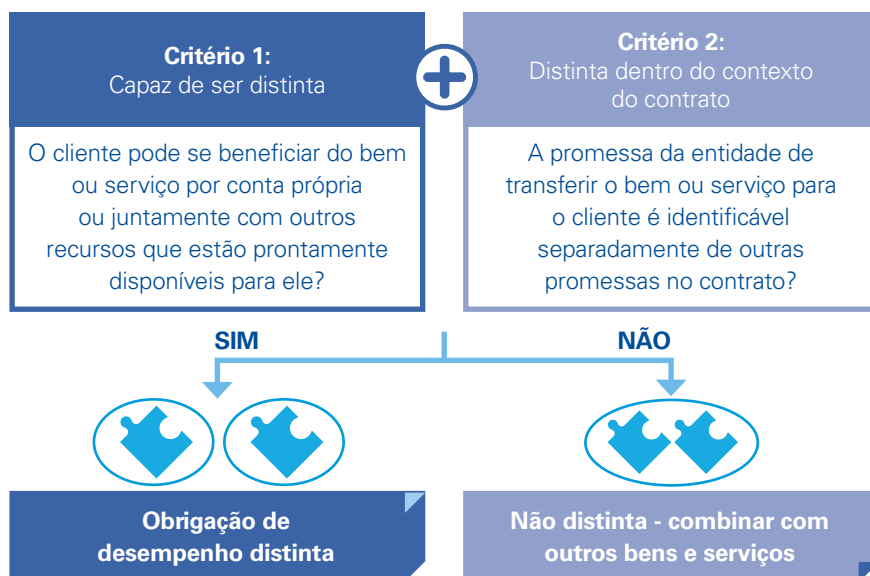 Critério 1:
Capaz de ser distinta
Critério 2:
Distinta dentro do contexto
do contrato
O cliente pode se beneficiar do bem
ou serviço por conta própria
ou juntamente com outros
recursos que estão prontamente
disponíveis para ele?
A promessa da entidade de
transferir o bem ou serviço para
o cliente é identificável
separadamente de outras
promessas no contrato?
SIM
NÃO
Obrigação de
desempenho distinta
Não distinta - combinar com
outros bens e serviços